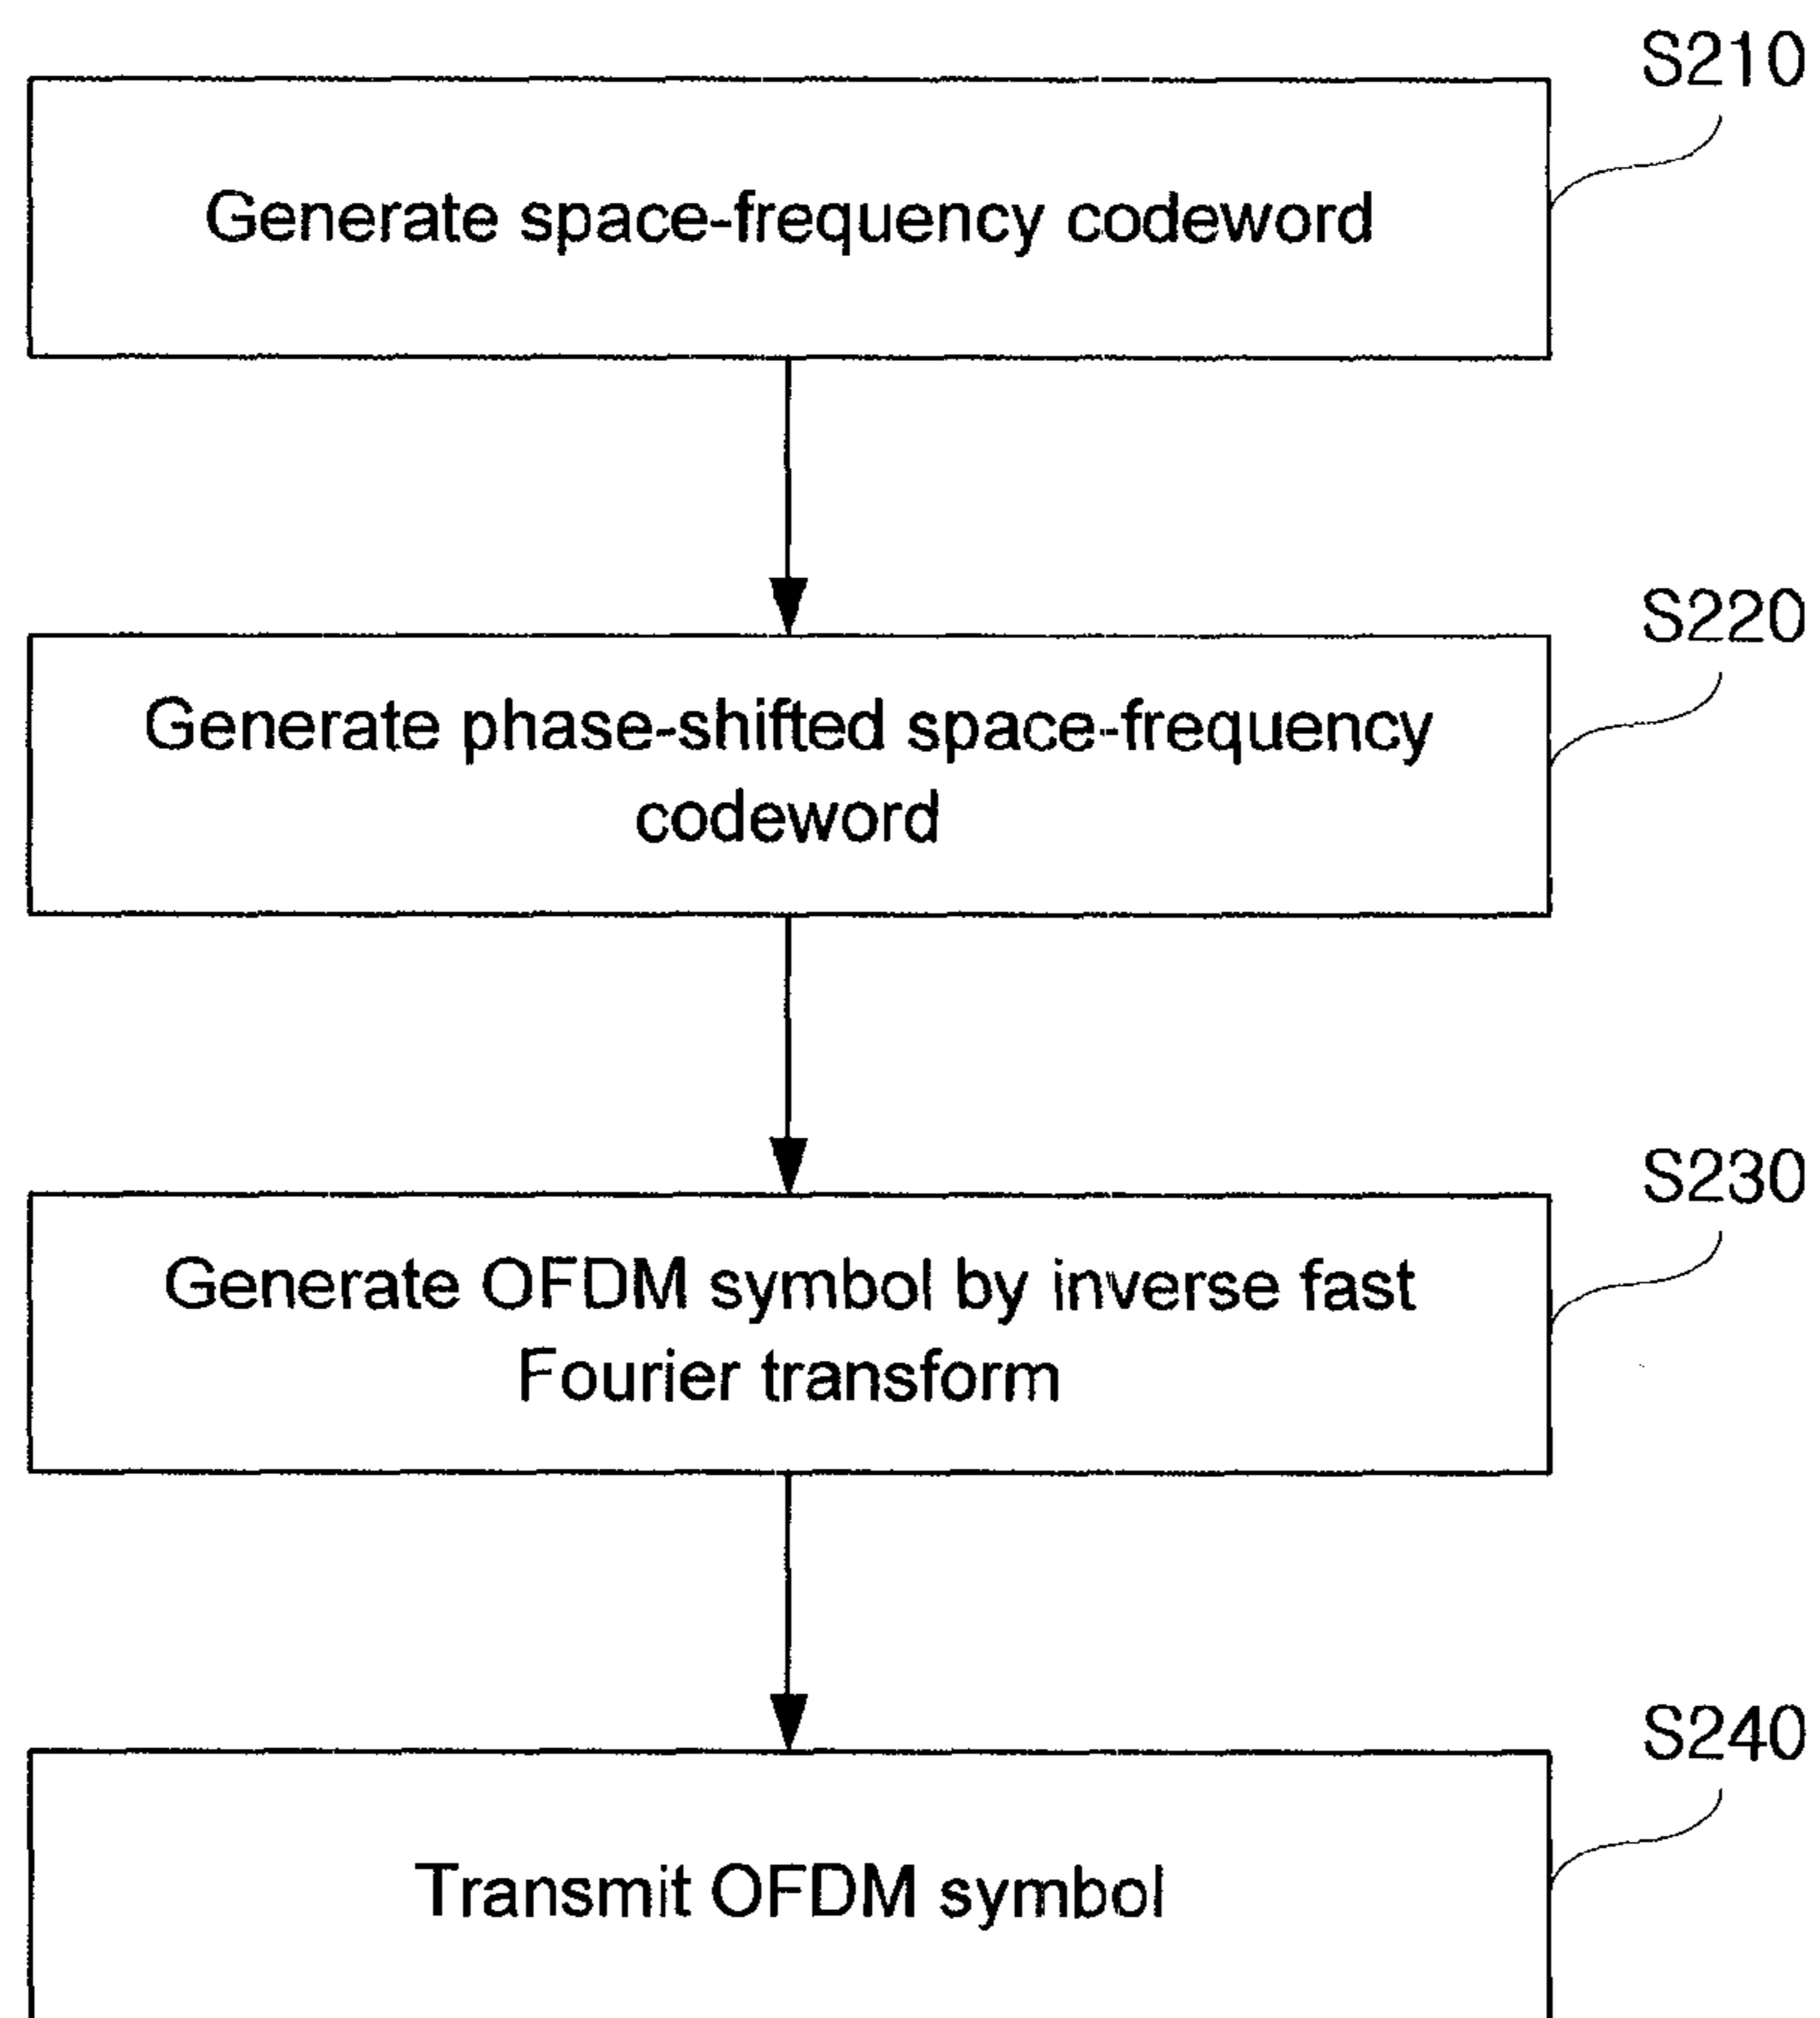 S210
Generate space-frequency codeword
S220
Generate phase-shifted space-frequency
codeword
S230
Generate OFDM symbol by inverse fast
Fourier transform
S240
Transmit OFDM symbol